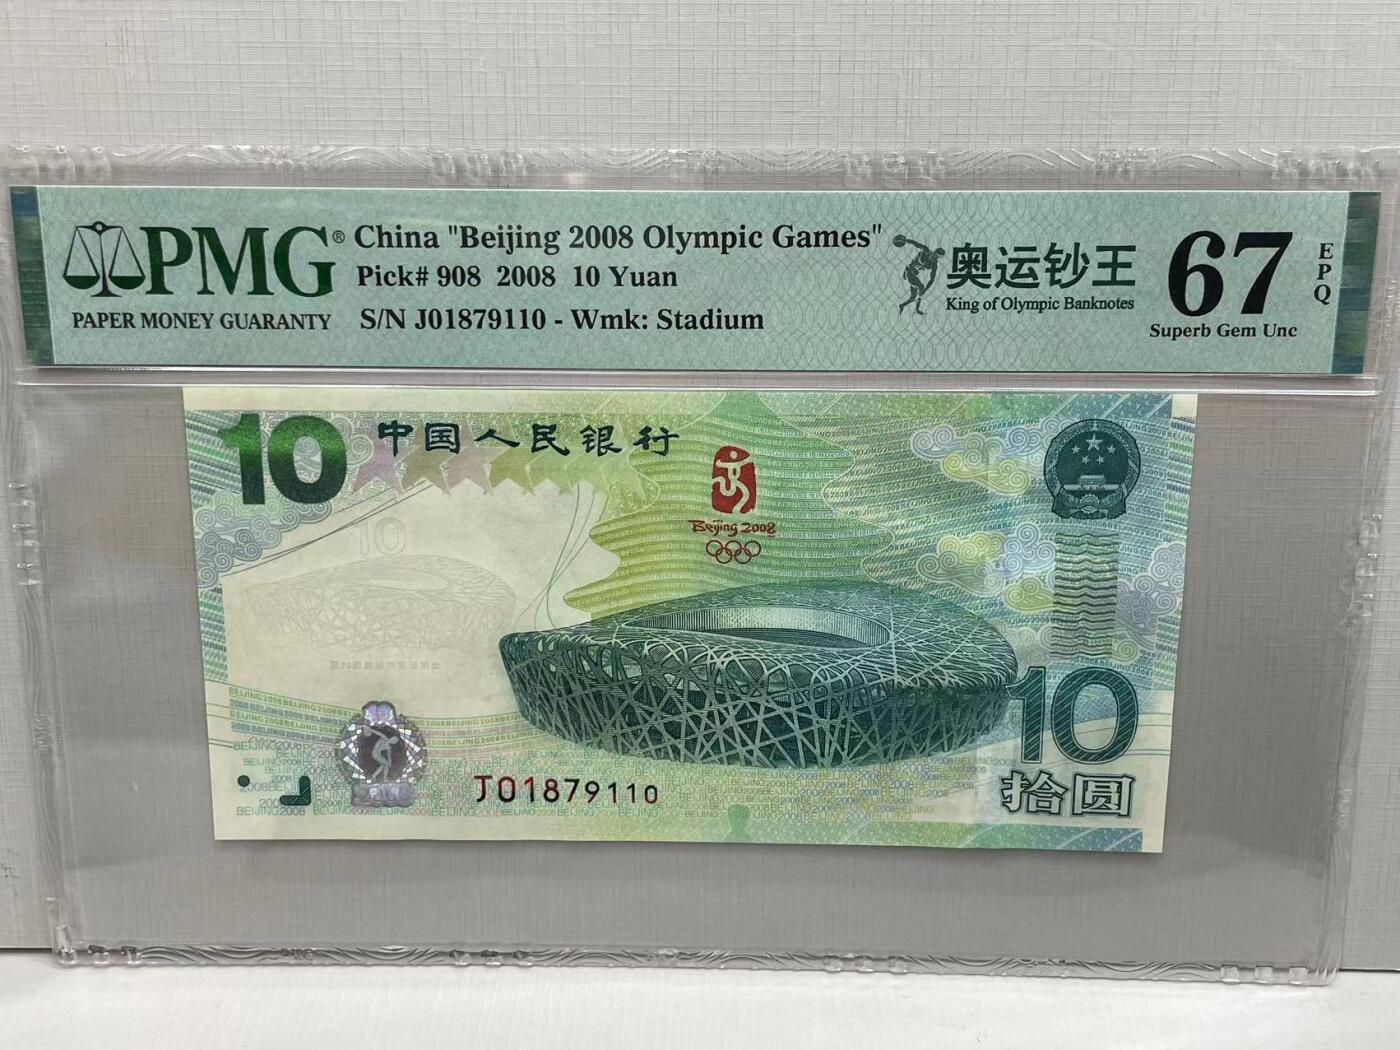 PMG®
PAPER MONEY GUARANTY
China "Beijing 2008 Olympic Games"
Pick# 908 2008 10 Yuan
S/N J01879110 - Wmk: Stadium
奥运钞王
King of Olympic Banknotes
67
EPQ
Superb Gem Unc
10
中国人民银行
Beijing 2008
10
J01879110
10
拾圆
BEIJING2008BEIJING2008BEIJING2008